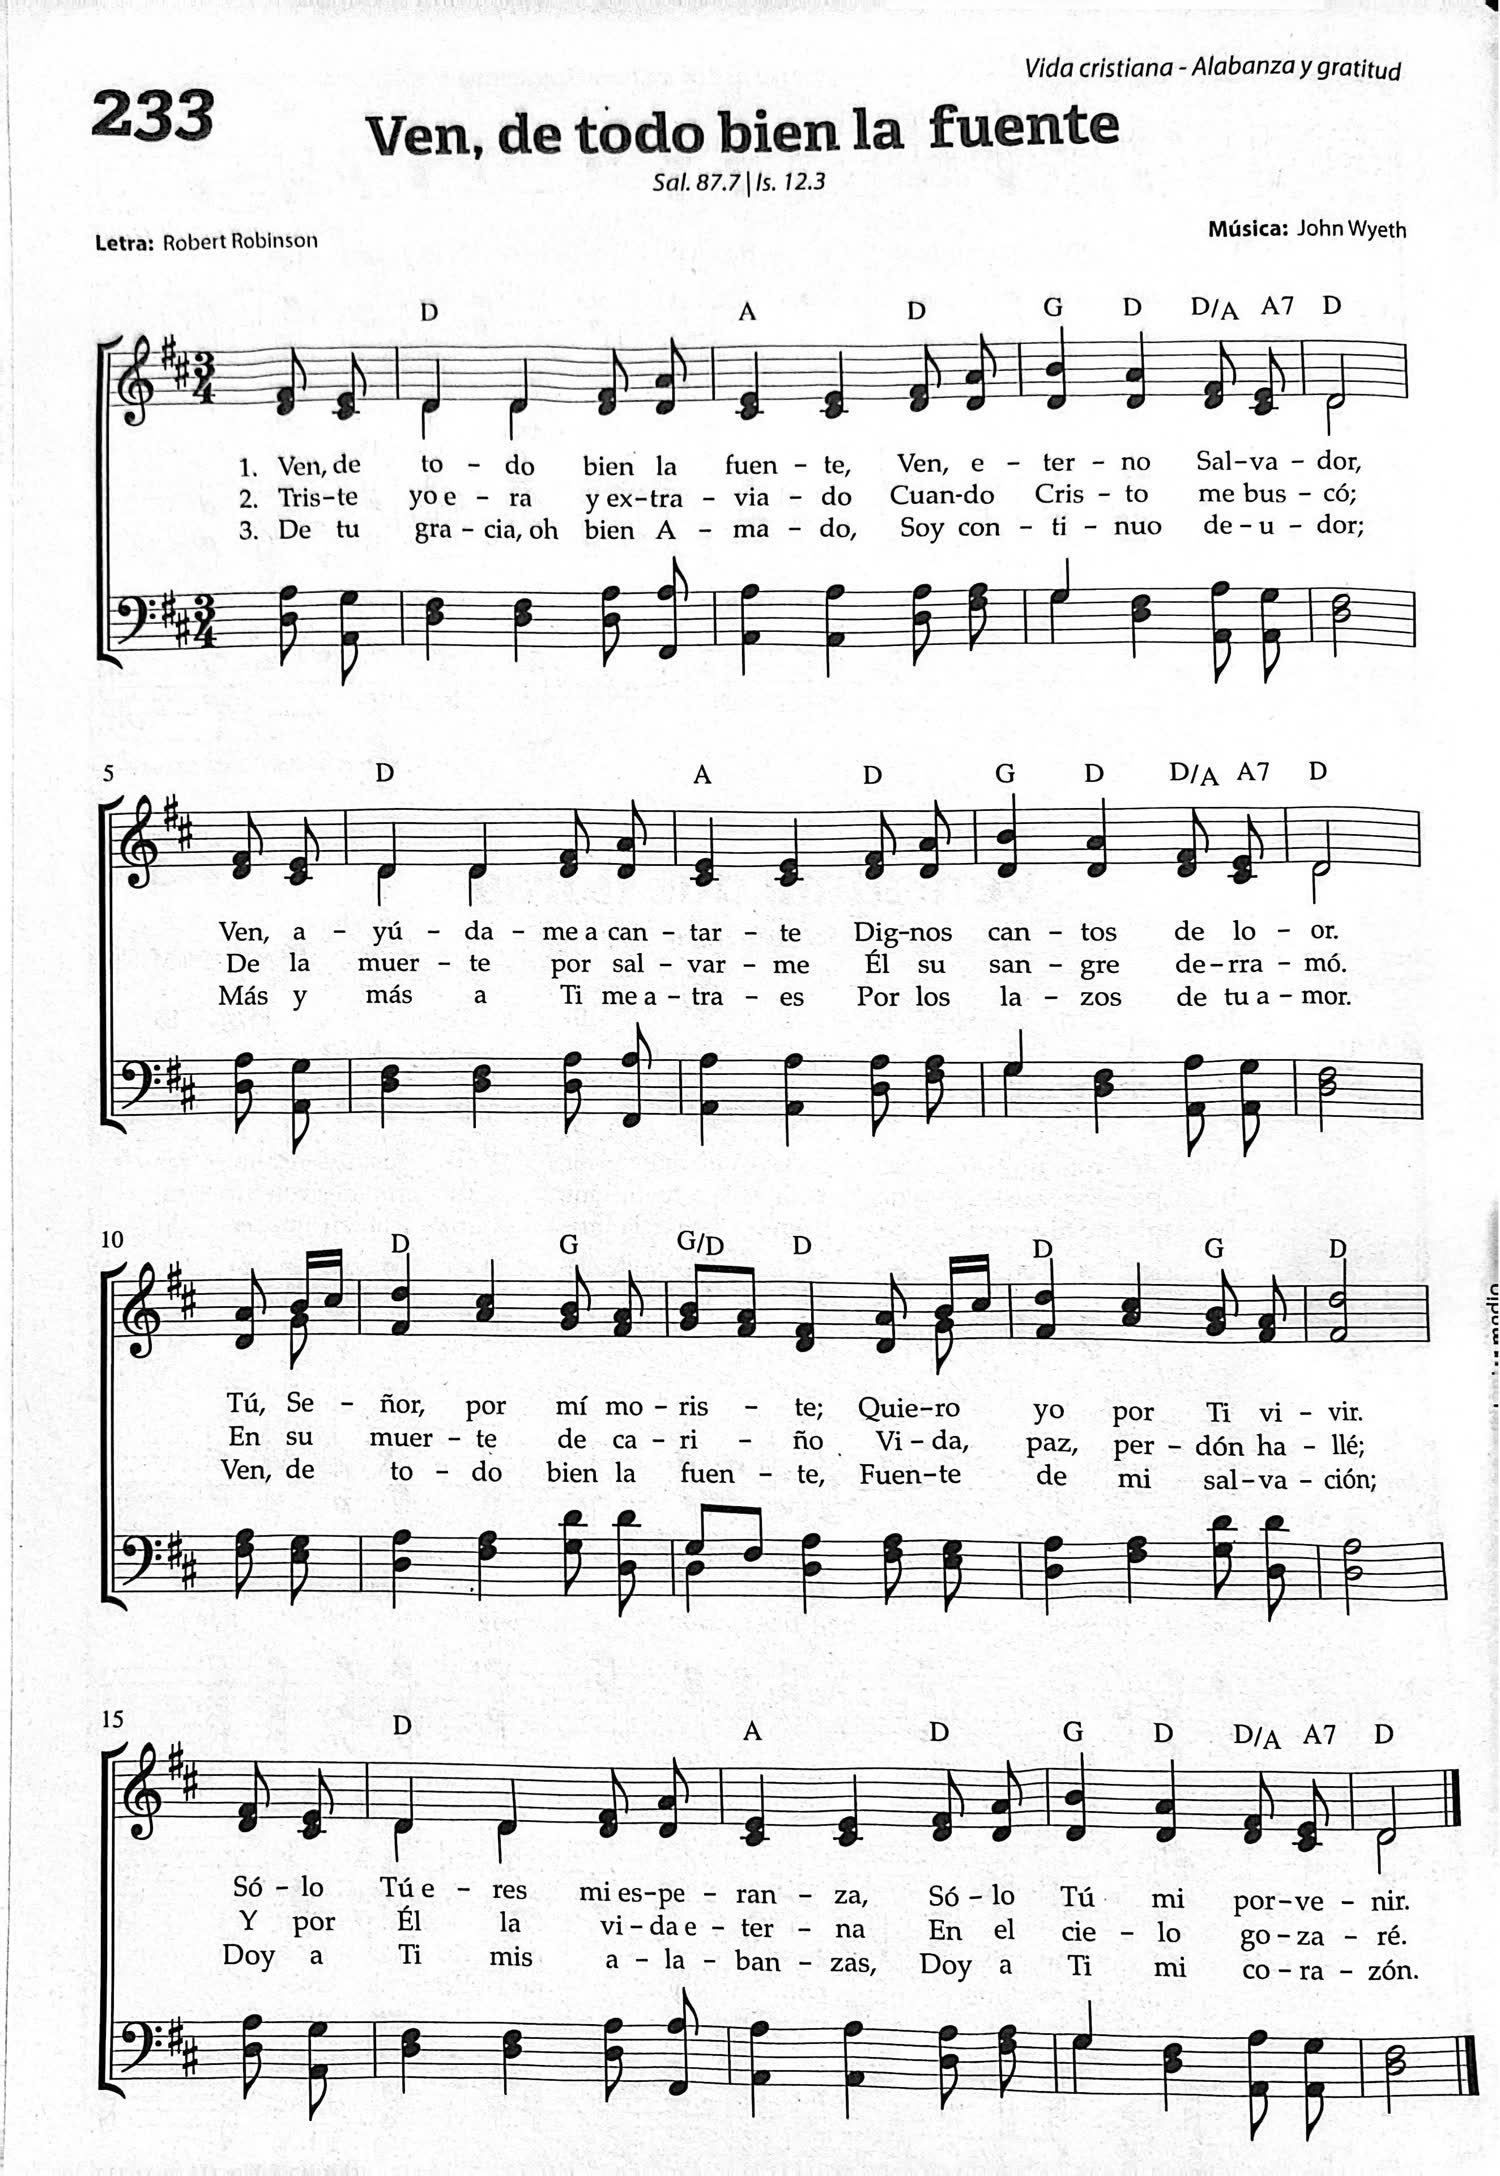 Vida cristiana - Alabanza y gratitud
233
Ven, de todo bien la fuente
Sal. 87.7 | Is. 12.3
Letra: Robert Robinson
Música: John Wyeth
D A D G D D/A A7 D
1. Ven, de to - do bien la fuen - te, Ven, e - ter - no Sal - va - dor,
2. Tris - te yo e - ra y ex - tra - via - do Cuan - do Cris - to me bus - có;
3. De tu gra - cia, oh bien A - ma - do, Soy con - ti - nuo de - u - dor;
5 D A D G D D/A A7 D
Ven, a - yú - da - me a can - tar - te Dig - nos can - tos de lo - or.
De la muer - te por sal - var - me Él su san - gre de - rra - mó.
Más y más a Ti me a - tra - es Por los la - zos de tu a - mor.
10 D G G/D D D G D
Tú, Se - ñor, por mí mo - ris - te; Quie - ro yo por Ti vi - vir.
En su muer - te de ca - ri - ño Vi - da, paz, per - dón ha - llé;
Ven, de to - do bien la fuen - te, Fuen - te de mi sal - va - ción;
15 D A D G D D/A A7 D
Só - lo Tú e - res mi es - pe - ran - za, Só - lo Tú mi por - ve - nir.
Y por Él la vi - da e - ter - na En el cie - lo go - za - ré.
Doy a Ti mis a - la - ban - zas, Doy a Ti mi co - ra - zón.